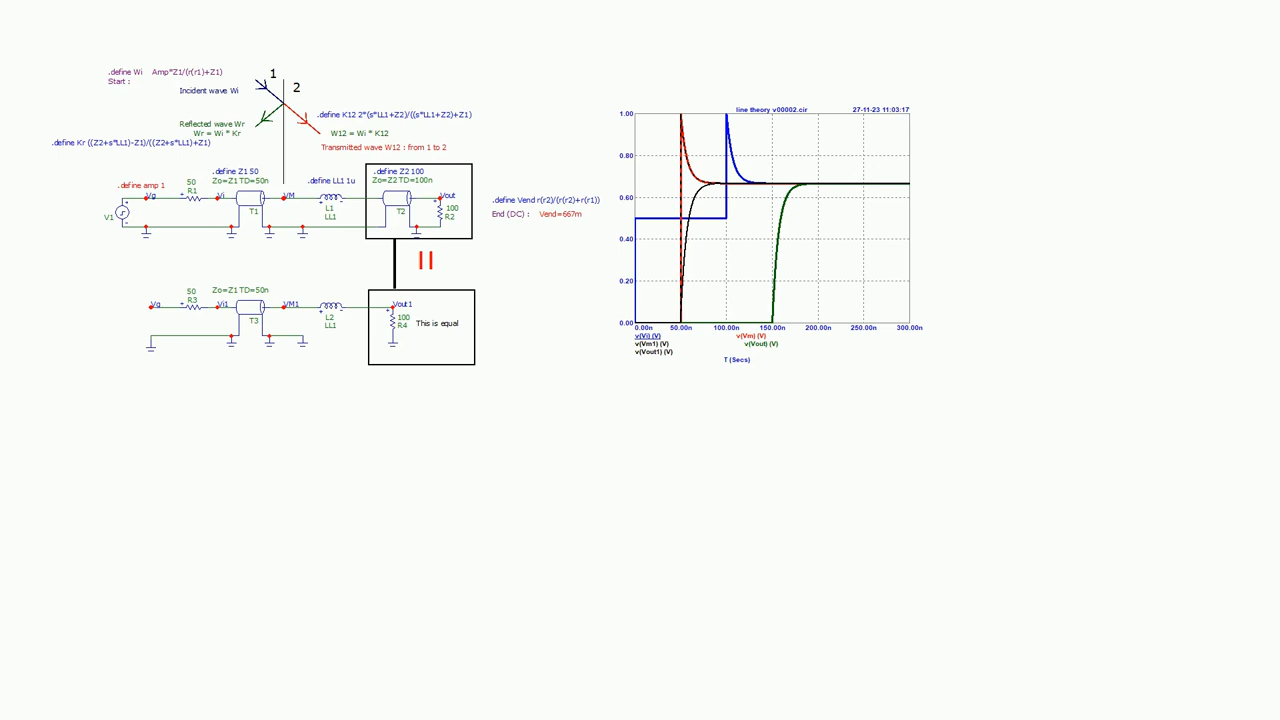 .define Wi Amp*Z1/(r(r1)+Z1)
Start :
1
2
Incident wave Wi
Reflected wave Wr
Wr = Wi * Kr
.define Kr ((Z2+s*LL1)-Z1)/((Z2+s*LL1)+Z1)
.define K12 2*(s*LL1+Z2)/((s*LL1+Z2)+Z1)
W12 = Wi * K12
Transmitted wave W12 : from 1 to 2
.define amp 1
.define Z1 50
Zo=Z1 TD=50n
.define LL1 1u
.define Z2 100
Zo=Z2 TD=100n
50
R1
Vg
Vi
VM
Vout
V1
T1
L1
LL1
T2
100
R2
.define Vend r(r2)/(r(r2)+r(r1))
End (DC) : Vend=667m
=
50
R3
Zo=Z1 TD=50n
Vg
Vi1
VM1
Vout1
T3
L2
LL1
100
R4
This is equal
line theory v00002.cir
27-11-23 11:03:17
1.00
0.80
0.60
0.40
0.20
0.00
0.00n
50.00n
100.00n
150.00n
200.00n
250.00n
300.00n
v(Vi) (V)
v(Vm) (V)
v(Vm1) (V)
v(Vout) (V)
v(Vout1) (V)
T (Secs)